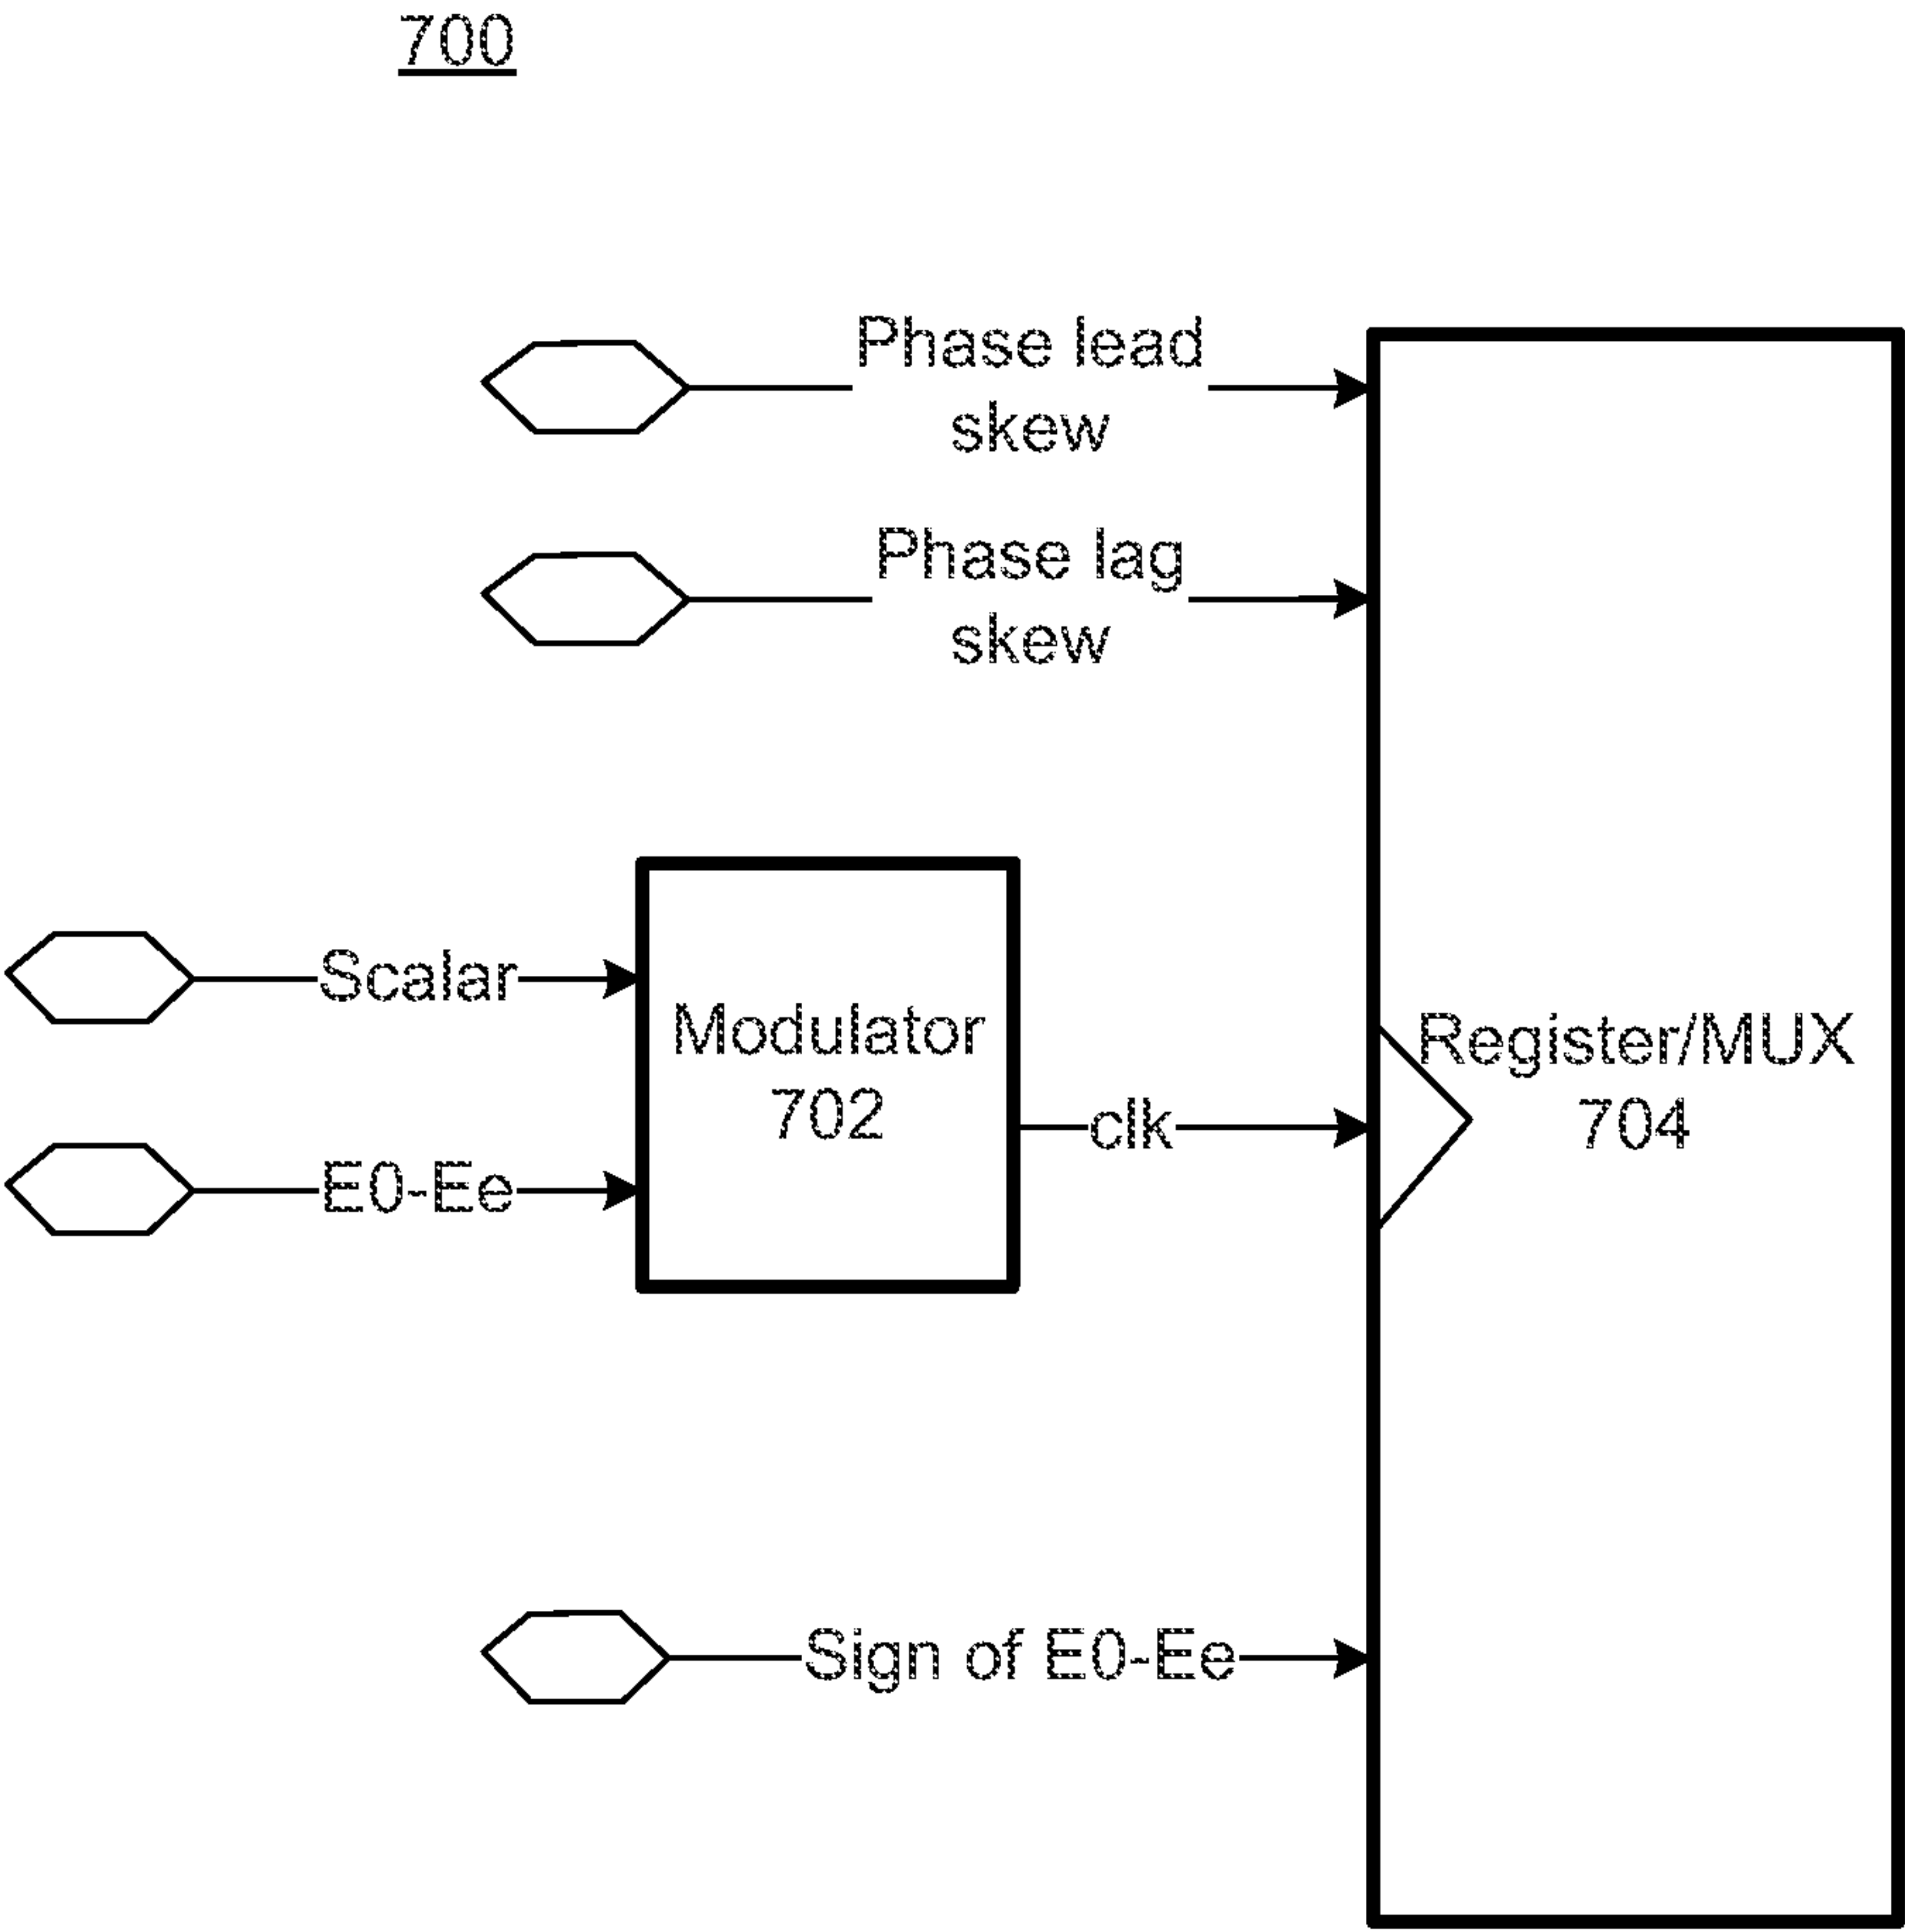 700
Phase lead
skew
Phase lag
skew
Scalar
Modulator
702
E0-Ee
clk
Register/MUX
704
Sign of E0-Ee